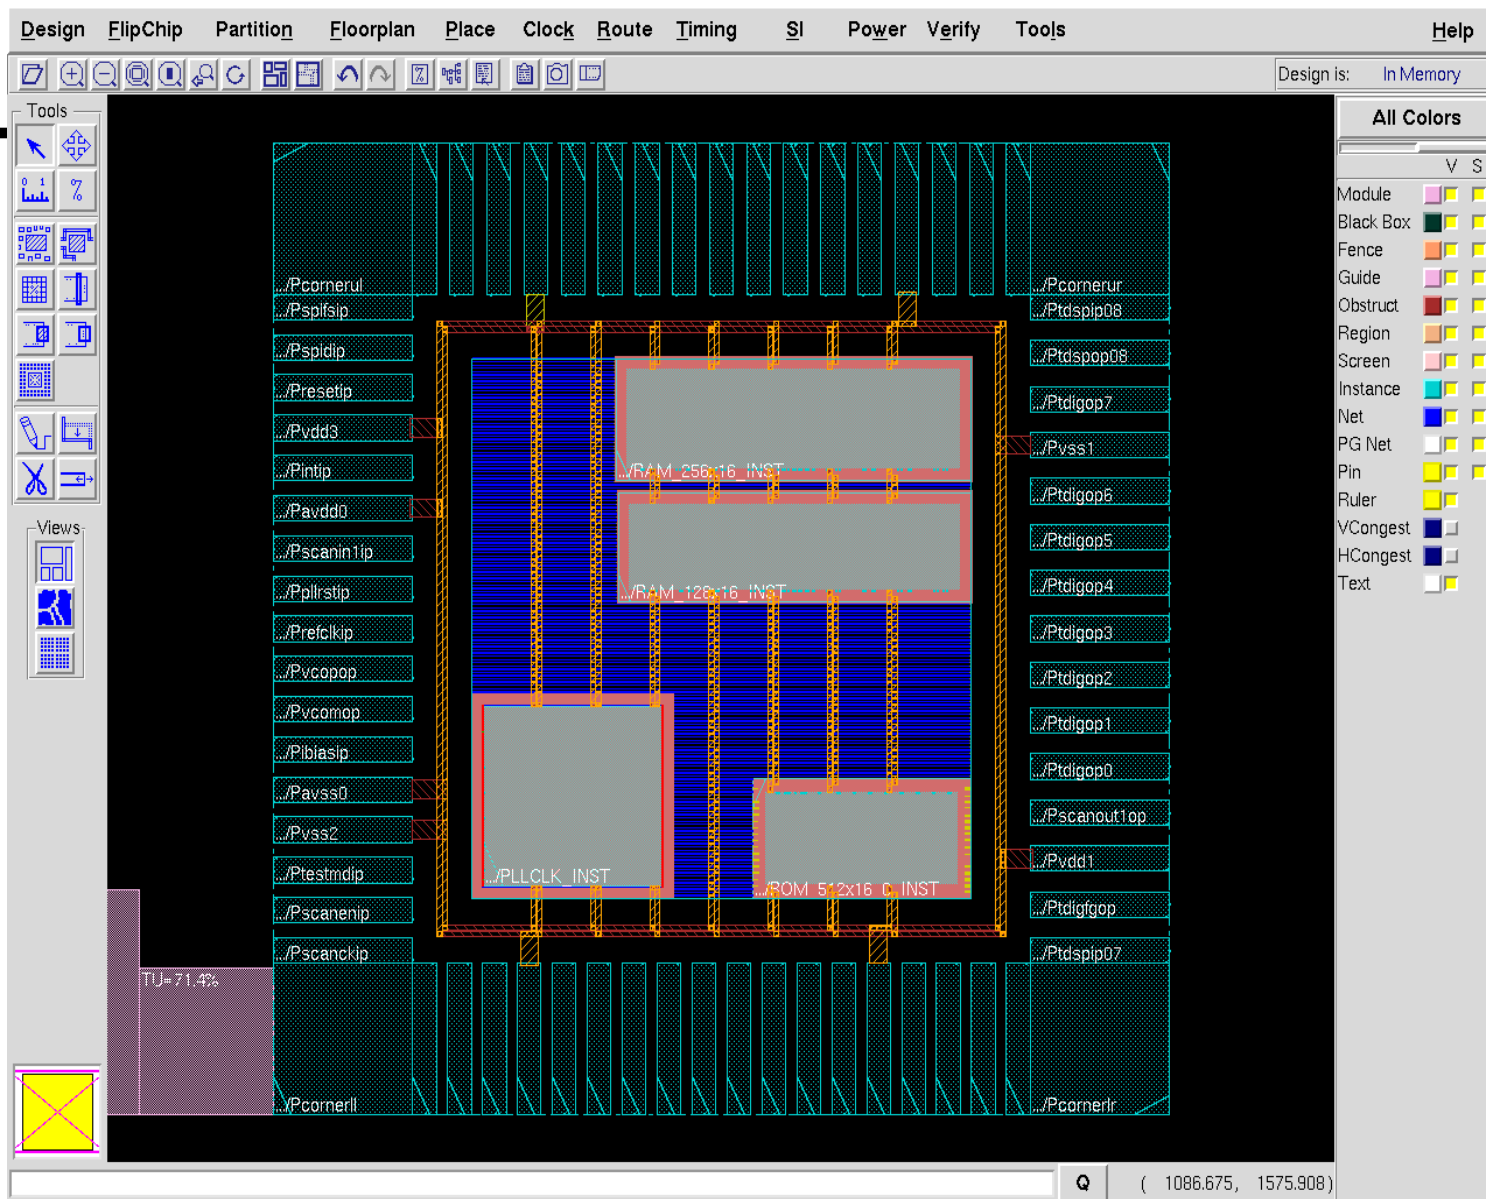 Design FlipChip Partition Floorplan Place Clock Route Timing SI Power Verify Tools Help
Design is: In Memory
Tools
0 1
%
Views
All Colors
V S
Module
Black Box
Fence
Guide
Obstruct
Region
Screen
Instance
Net
PG Net
Pin
Ruler
VCongest
HCongest
Text
.../Pcornerul
.../Pspifsip
.../Pspidip
.../Presetip
.../Pvdd3
.../Pintip
.../Pavdd0
.../Pscanin1ip
.../Ppllrstip
.../Prefclkip
.../Pvcopop
.../Pvcomop
.../Pibiasip
.../Pavss0
.../Pvss2
.../Ptestmdip
.../Pscanenip
.../Pscanckip
.../Pcornerll
.../RAM_256x16_INST
.../RAM_128x16_INST
.../PLLCLK_INST
.../ROM_512x16_0_INST
.../Pcornerur
.../Ptdspip08
.../Ptdspop08
.../Ptdigop7
.../Pvss1
.../Ptdigop6
.../Ptdigop5
.../Ptdigop4
.../Ptdigop3
.../Ptdigop2
.../Ptdigop1
.../Ptdigop0
.../Pscanout1op
.../Pvdd1
.../Ptdigfgop
.../Ptdspip07
.../Pcornerlr
TU=71.4%
Q ( 1086.675, 1575.908)